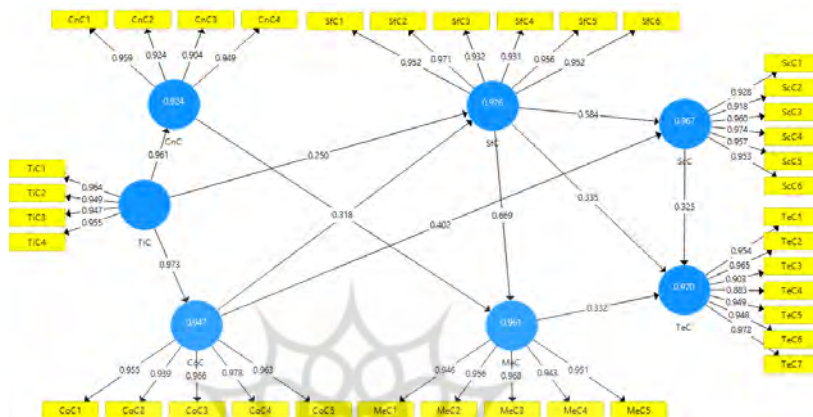 CnC1 CnC2 CnC3 CnC4 SfC1 SfC2 SfC3 SfC4 SfC5 SfC6
0.959 0.924 0.904 0.949 0.952 0.971 0.932 0.931 0.956 0.952
0.924
CnC
0.976
SfC
0.967
ScC
ScC1
ScC2
ScC3
ScC4
ScC5
ScC6
0.928
0.918
0.960
0.974
0.957
0.953
0.961
0.250
0.584
TiC1
TiC2
TiC3
TiC4
0.964
0.949
0.947
0.955
TiC
0.318
0.402
0.669
0.335
0.325
0.973
0.332
0.947
CoC
0.961
MeC
0.970
TeC
TeC1
TeC2
TeC3
TeC4
TeC5
TeC6
TeC7
0.954
0.965
0.903
0.883
0.949
0.948
0.972
0.955 0.939 0.966 0.978 0.963 0.946 0.956 0.968 0.943 0.951
CoC1 CoC2 CoC3 CoC4 CoC5 MeC1 MeC2 MeC3 MeC4 MeC5